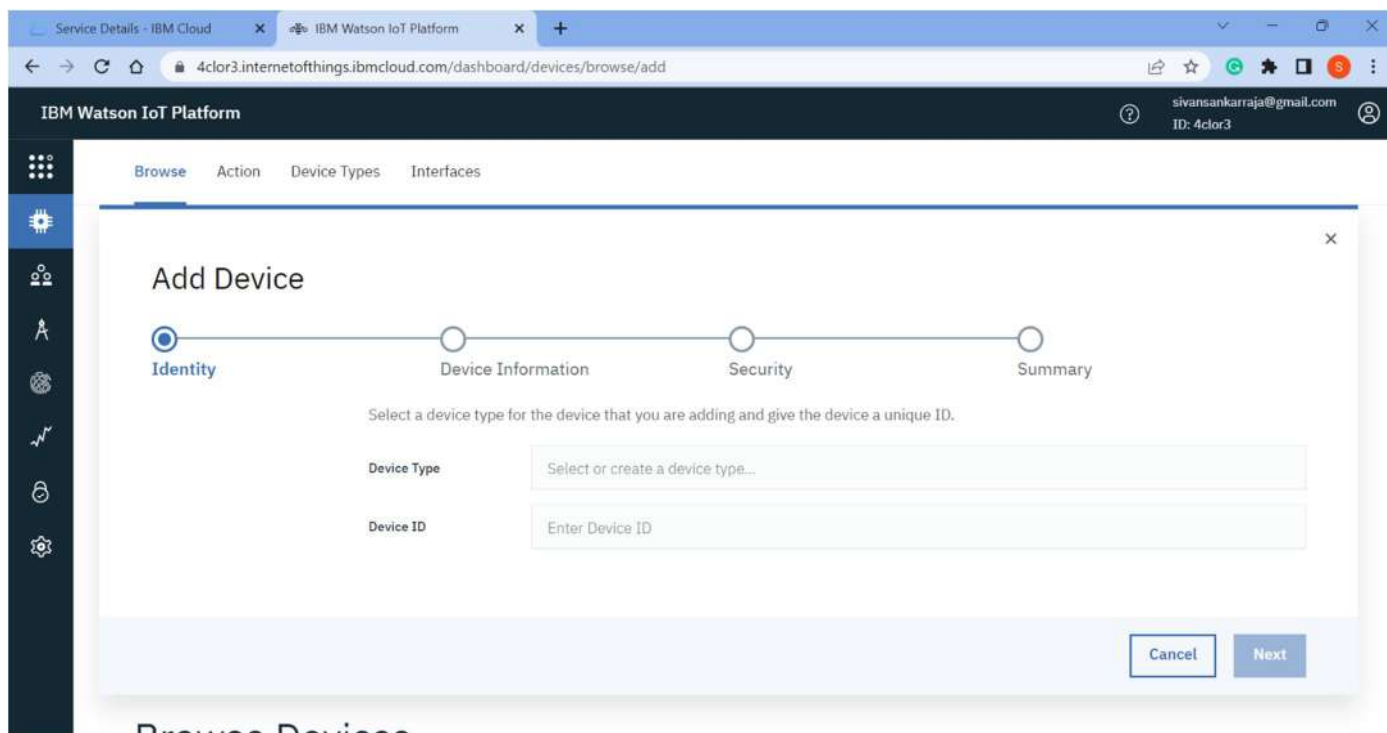 Service Details - IBM Cloud
IBM Watson IoT Platform
4clor3.internetofthings.ibmcloud.com/dashboard/devices/browse/add
S
IBM Watson IoT Platform
sivansankarraja@gmail.com
ID: 4clor3
Browse Action Device Types Interfaces
Add Device
Identity Device Information Security Summary
Select a device type for the device that you are adding and give the device a unique ID.
Device Type Select or create a device type...
Device ID Enter Device ID
Cancel Next
Browse Devices